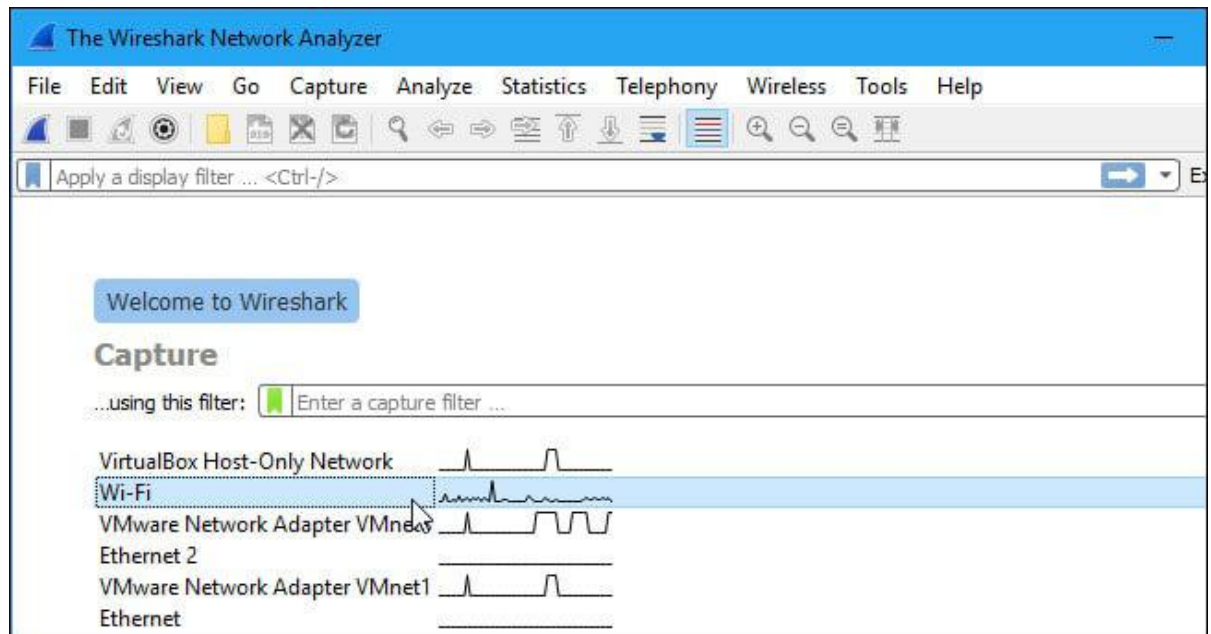 The Wireshark Network Analyzer
File Edit View Go Capture Analyze Statistics Telephony Wireless Tools Help
Apply a display filter ... <Ctrl-/>
Welcome to Wireshark
Capture
...using this filter: Enter a capture filter ...
VirtualBox Host-Only Network
Wi-Fi
VMware Network Adapter
Ethernet 2
VMware Network Adapter VMnet1
Ethernet